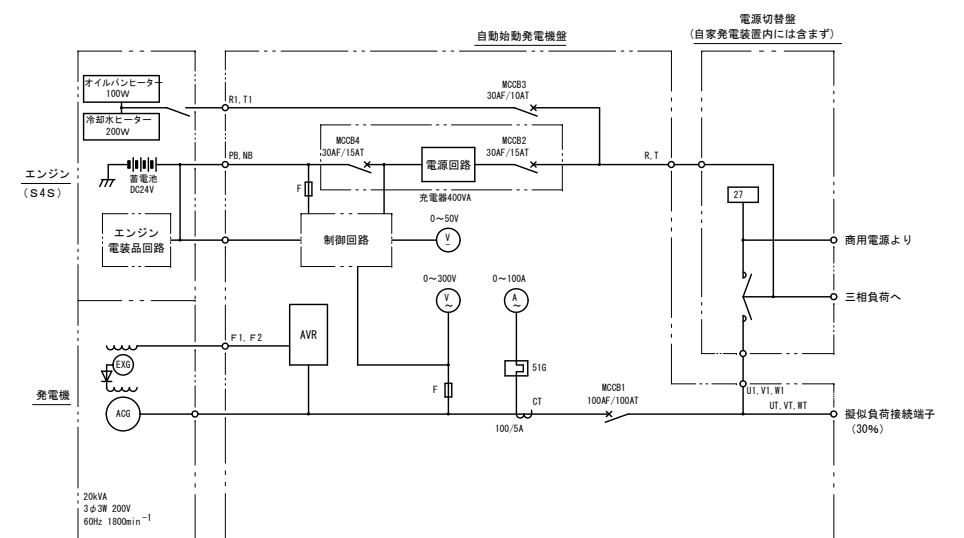 電源切替盤
(自家発電装置内には含まず)
自動始動発電機盤
オイルパンヒーター
100W
冷却水ヒーター
200W
R1,T1
MCCB3
30AF/10AT
PB,NB
MCCB4
30AF/15AT
電源回路
MCCB2
30AF/15AT
R,T
エンジン
(S4S)
蓄電池
DC24V
F
充電器400VA
27
エンジン
電装品回路
制御回路
0~50V
V
商用電源より
0~300V
V
~
0~100A
A
~
三相負荷へ
F1,F2
AVR
EXG
51G
発電機
ACG
F
CT
100/5A
MCCB1
100AF/100AT
U1,V1,W1
UT,VT,WT
擬似負荷接続端子
(30%)
20kVA
3φ3W 200V
60Hz 1800min⁻¹